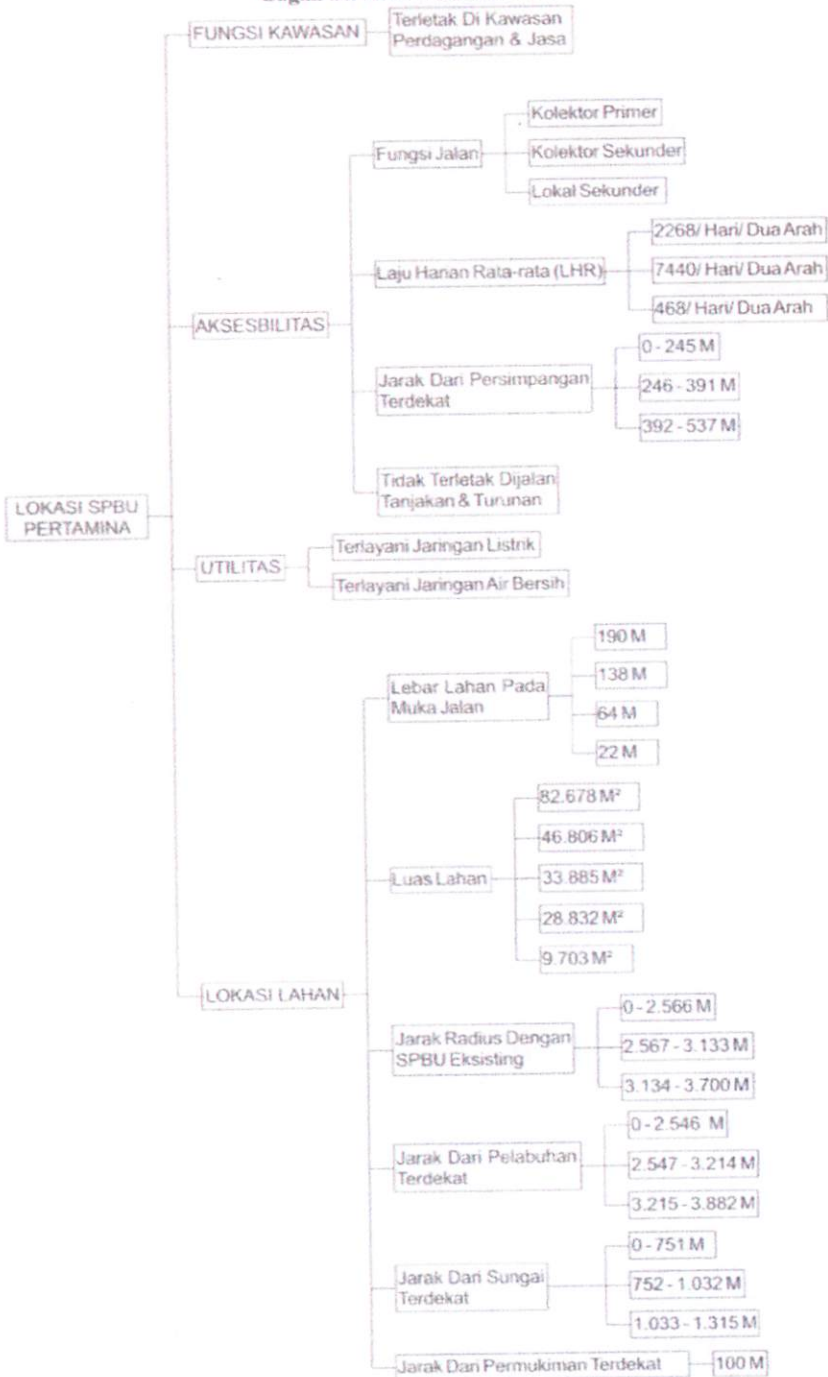 FUNGSI KAWASAN
Terletak Di Kawasan
Perdagangan & Jasa
Kolektor Primer
Fungsi Jalan
Kolektor Sekunder
Lokal Sekunder
2268/ Hari/ Dua Arah
Laju Harian Rata-rata (LHR)
7440/ Hari/ Dua Arah
468/ Hari/ Dua Arah
AKSESBILITAS
0 - 245 M
Jarak Dari Persimpangan
Terdekat
246 - 391 M
392 - 537 M
Tidak Terletak Dijalan
Tanjakan & Turunan
LOKASI SPBU
PERTAMINA
UTILITAS
Terlayani Jaringan Listrik
Terlayani Jaringan Air Bersih
190 M
Lebar Lahan Pada
Muka Jalan
138 M
64 M
22 M
82.678 M²
46.806 M²
Luas Lahan
33.885 M²
28.832 M²
9.703 M²
LOKASI LAHAN
0 - 2.566 M
Jarak Radius Dengan
SPBU Eksisting
2.567 - 3.133 M
3.134 - 3.700 M
0 - 2.546 M
Jarak Dari Pelabuhan
Terdekat
2.547 - 3.214 M
3.215 - 3.882 M
0 - 751 M
Jarak Dari Sungai
Terdekat
752 - 1.032 M
1.033 - 1.315 M
Jarak Dari Permukiman Terdekat
100 M